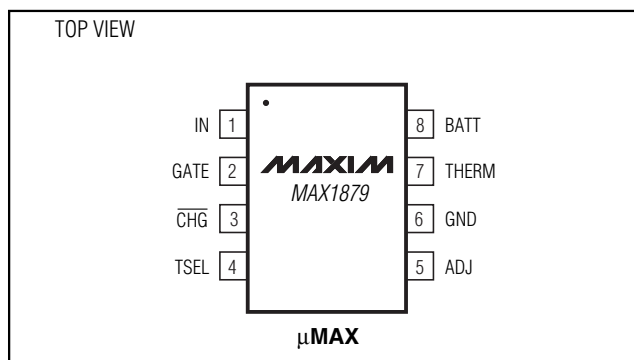 TOP VIEW
IN 1
8 BATT
MAXIM
GATE 2
7 THERM
MAX1879
CHG 3
6 GND
TSEL 4
5 ADJ
µMAX